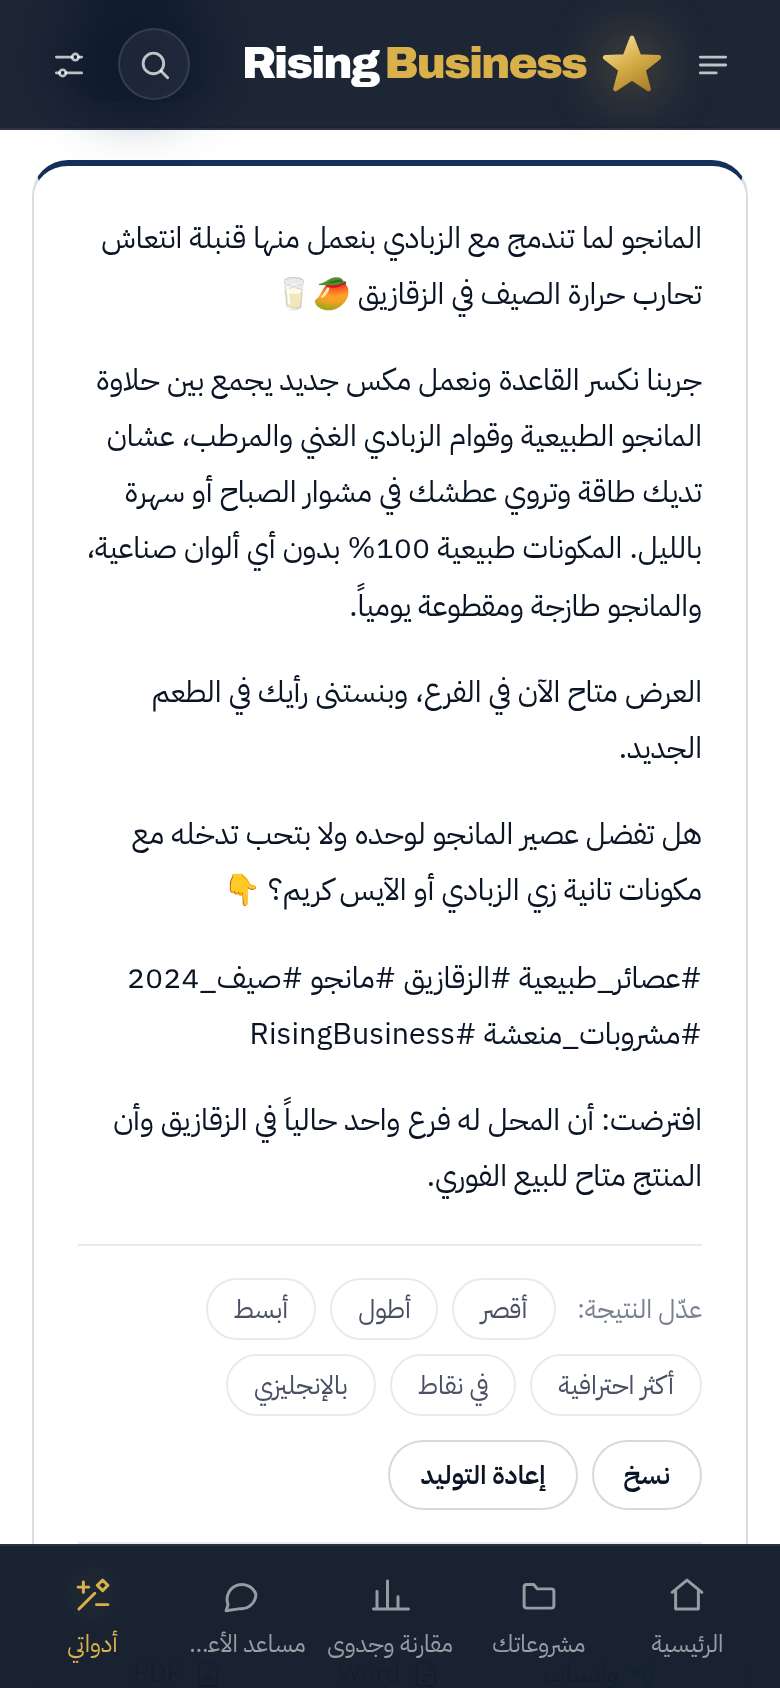 Rising Business
المانجو لما تندمج مع الزبادي بنعمل منها قنبلة انتعاش
تحارب حرارة الصيف في الزقازيق 🥭🥛
جربنا نكسر القاعدة ونعمل مكس جديد يجمع بين حلاوة
المانجو الطبيعية وقوام الزبادي الغني والمرطب، عشان
تديك طاقة وتروي عطشك في مشوار الصباح أو سهرة
بالليل. المكونات طبيعية 100% بدون أي ألوان صناعية،
والمانجو طازجة ومقطوعة يومياً.
العرض متاح الآن في الفرع، وبنستنى رأيك في الطعم
الجديد.
هل تفضل عصير المانجو لوحده ولا بتحب تدخله مع
مكونات تانية زي الزبادي أو الآيس كريم؟ 👇
#عصائر_طبيعية #الزقازيق #مانجو #صيف_2024
#مشروبات_منعشة #RisingBusiness
افترضت: أن المحل له فرع واحد حالياً في الزقازيق وأن
المنتج متاح للبيع الفوري.
عدّل النتيجة: أقصر أطول أبسط
أكثر احترافية في نقاط بالإنجليزي
نسخ إعادة التوليد
الرئيسية مشروعاتك مقارنة وجدوى مساعد الأعـ... أدواتي